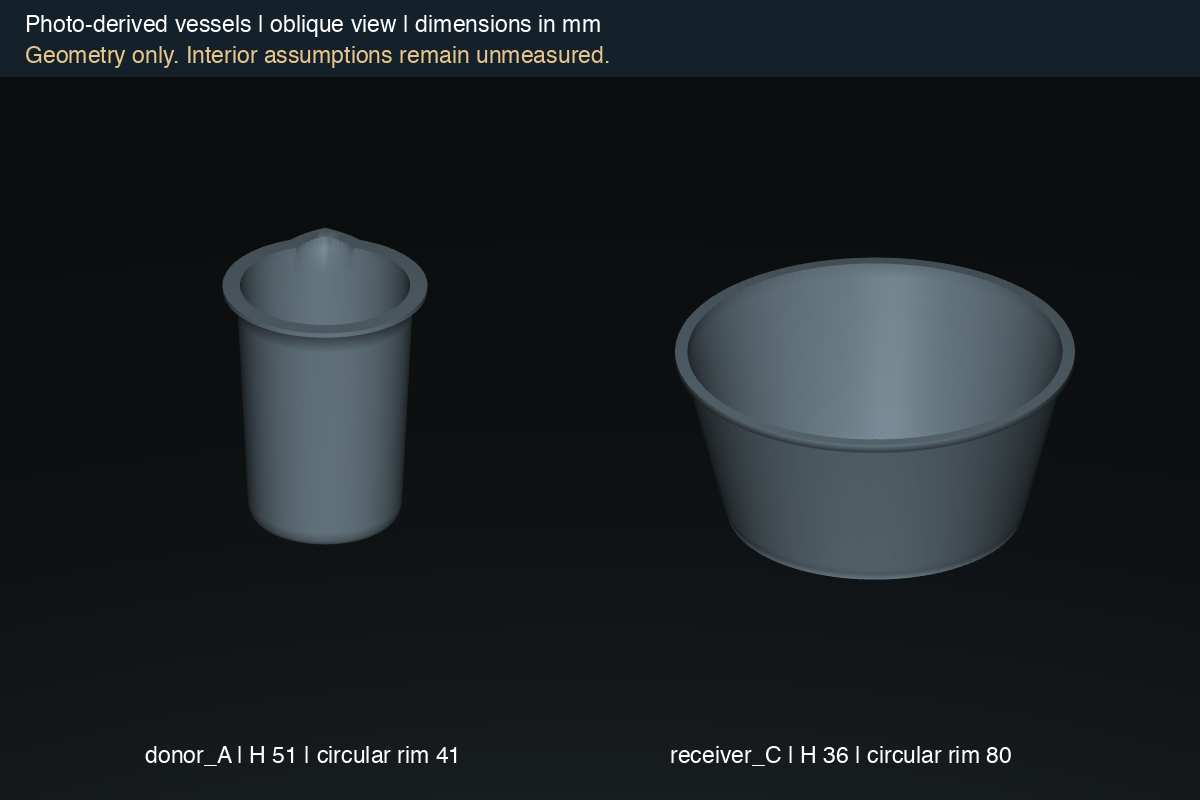 Photo-derived vessels | oblique view | dimensions in mm
Geometry only. Interior assumptions remain unmeasured.
donor_A | H 51 | circular rim 41
receiver_C | H 36 | circular rim 80